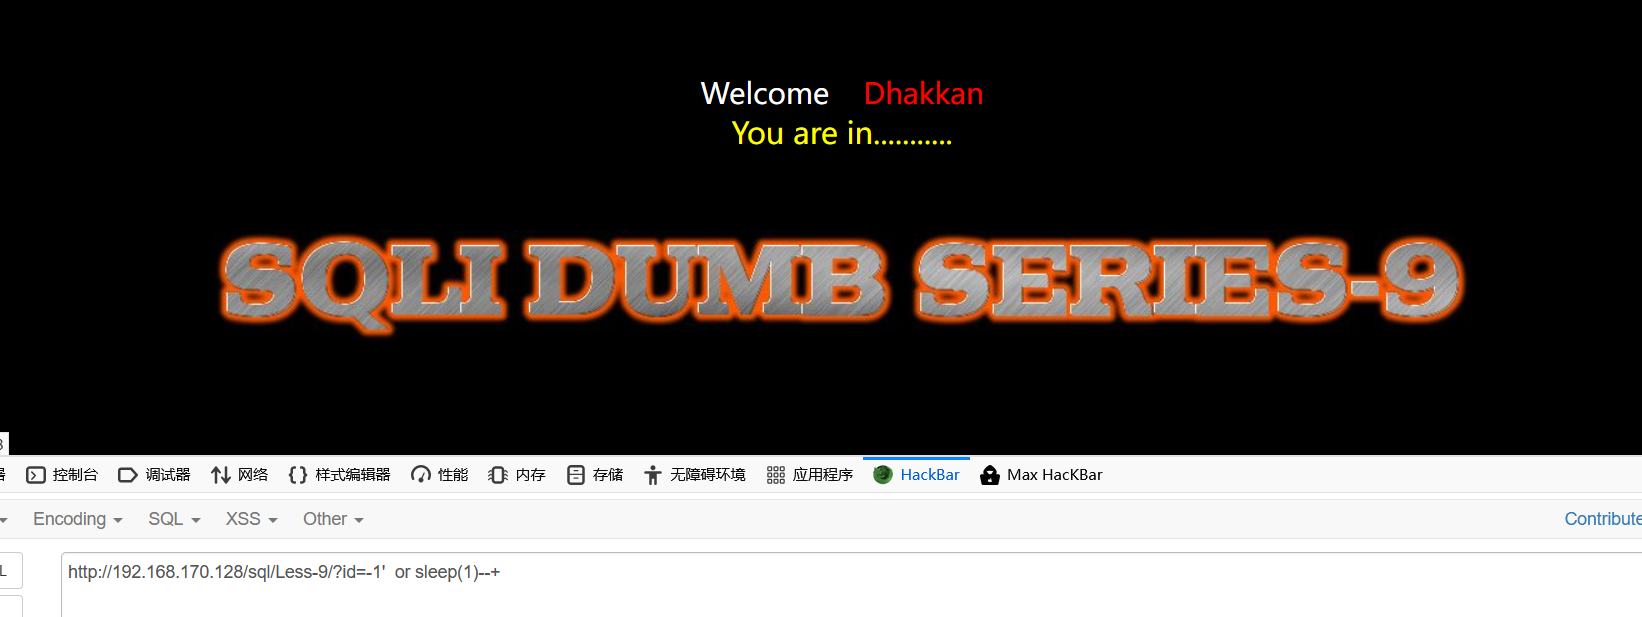 Welcome Dhakkan
You are in...........
SQLI DUMB SERIES-9
器 控制台 调试器 网络 样式编辑器 性能 内存 存储 无障碍环境 应用程序 HackBar Max HacKBar
Encoding SQL XSS Other Contribute
L
http://192.168.170.128/sql/Less-9/?id=-1' or sleep(1)--+